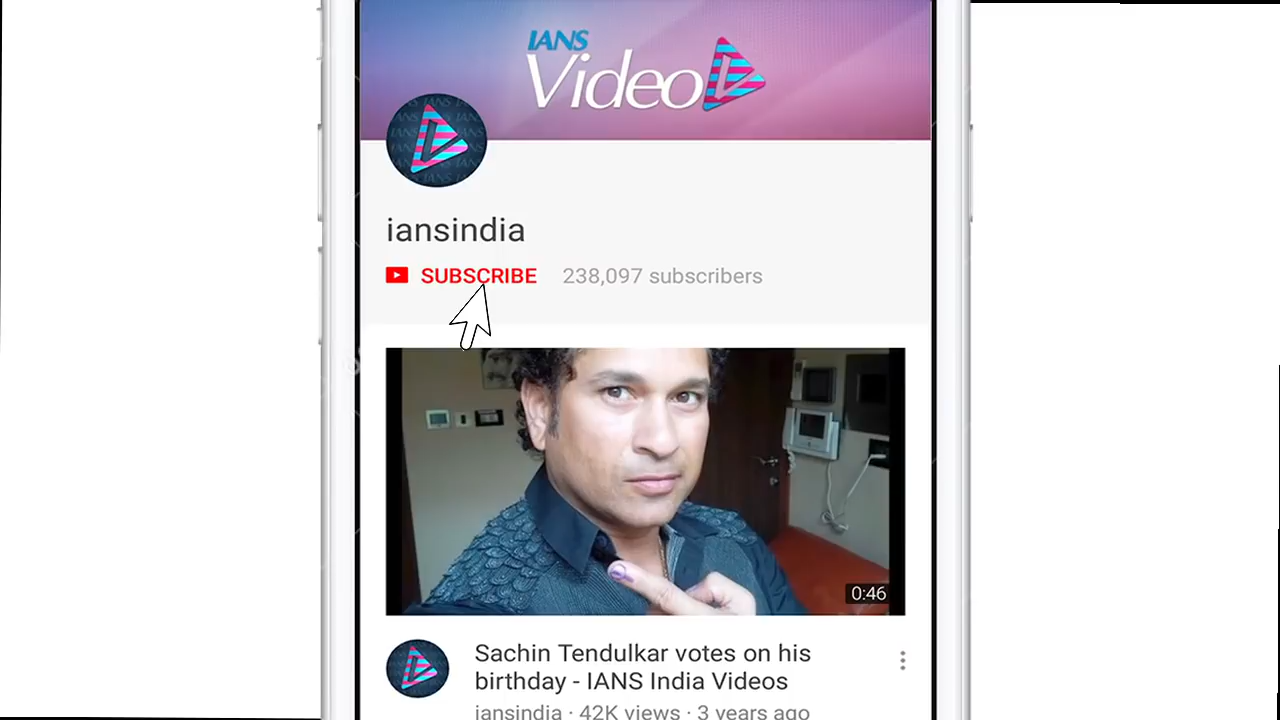 IANS
Video
iansindia
SUBSCRIBE 238,097 subscribers
0:46
Sachin Tendulkar votes on his
birthday - IANS India Videos
iansindia · 42K views · 3 years ago